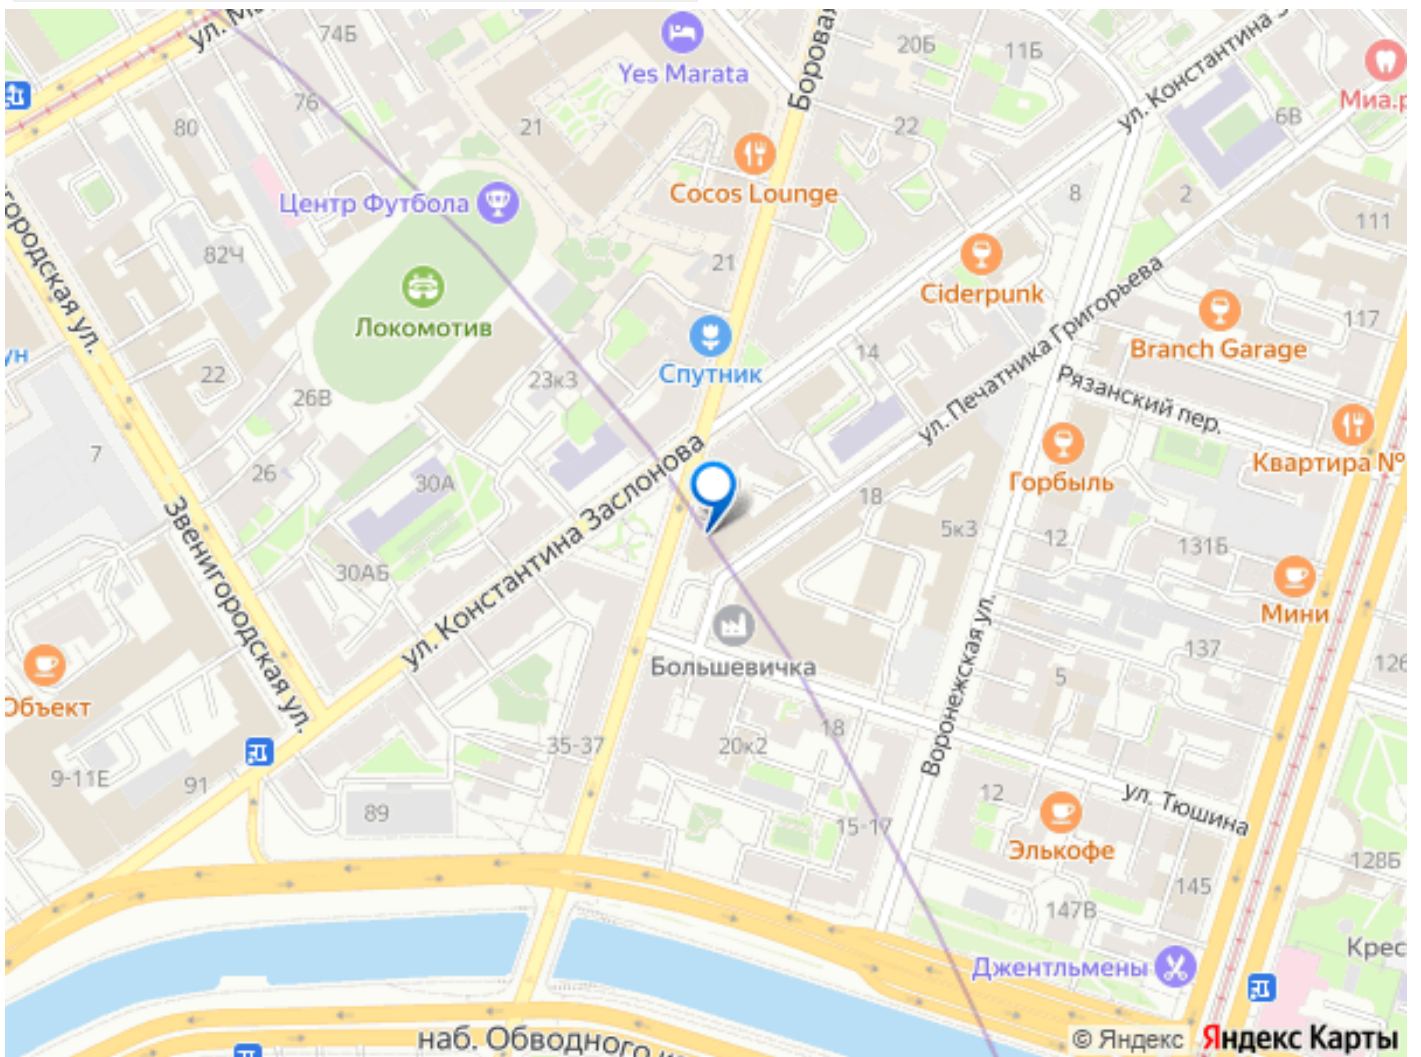 74Б
Yes Marata
Боровая
20Б
11Б
ул. Константина
Миа.р
76
80
21
22
6В
Cocos Lounge
Центр Футбола
8
2
111
82Ч
21
Ciderpunk
Локомотив
Спутник
14
ул. Печатника Григорьева
Branch Garage
117
ун
22
26В
23к3
Рязанский пер.
7
26
30А
ул. Константина Заслонова
Горбыль
Квартира №
18
5к3
12
131Б
Звенигородская ул.
30АБ
Мини
Большевичка
137
126
Объект
5
Воронежская ул.
9-11Е
91
35-37
20к2
18
12
ул. Тюшина
89
15-17
Элькофе
145
128Б
147В
Джентльмены
Крес
наб. Обводного
© Яндекс Яндекс Карты
городская ул.